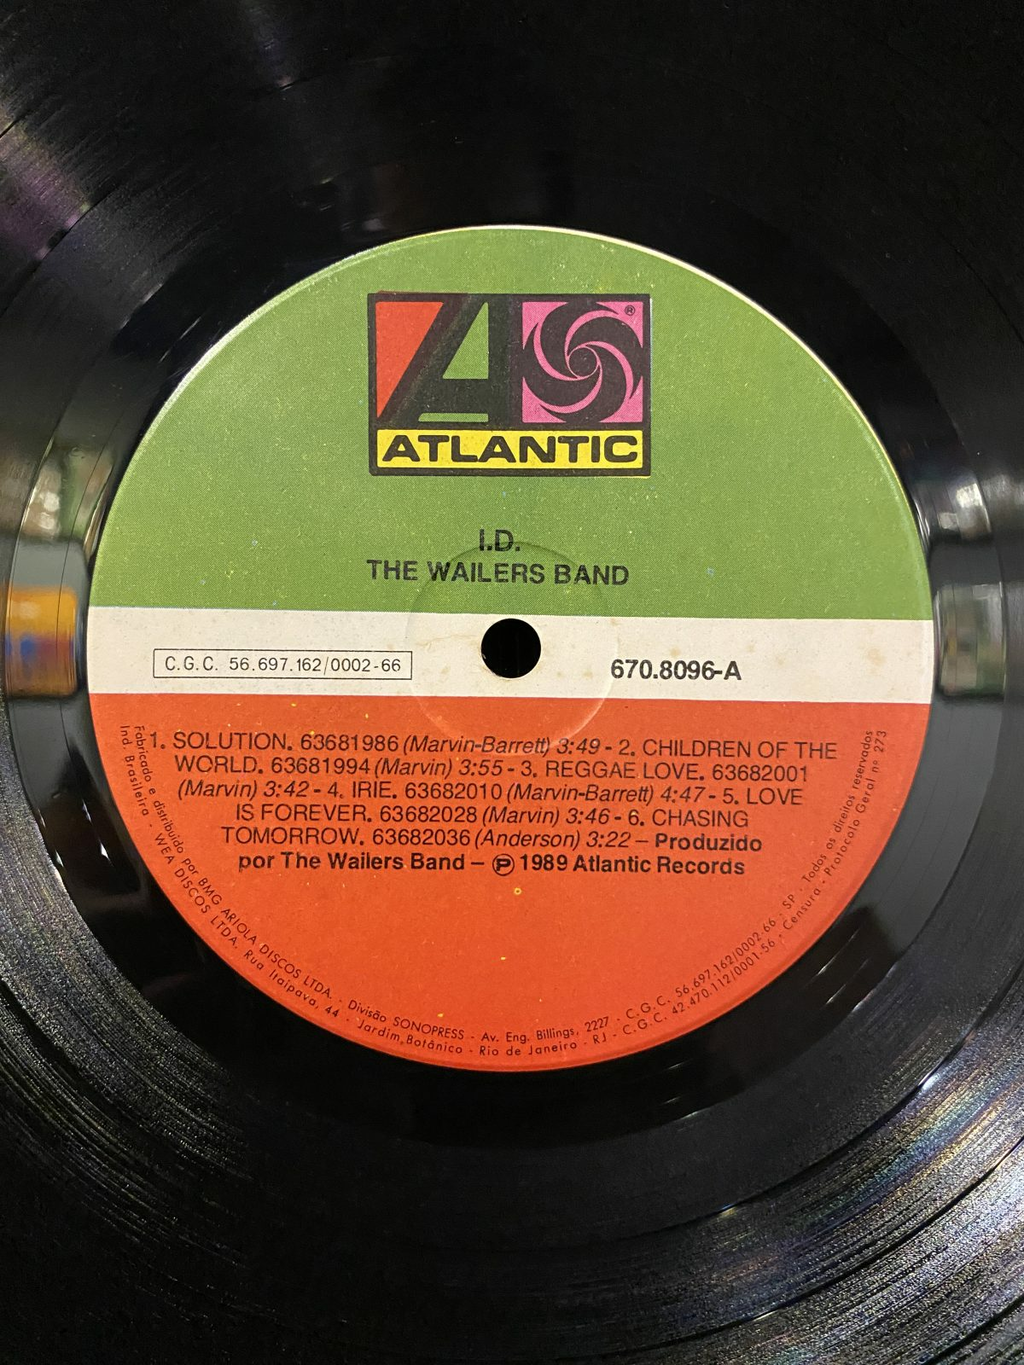 ®
ATLANTIC
I.D.
THE WAILERS BAND
C.G.C. 56.697.162/0002-66
670.8096-A
1. SOLUTION. 63681986 (Marvin-Barrett) 3:49 - 2. CHILDREN OF THE
WORLD. 63681994 (Marvin) 3:55 - 3. REGGAE LOVE. 63682001
(Marvin) 3:42 - 4. IRIE. 63682010 (Marvin-Barrett) 4:47 - 5. LOVE
IS FOREVER. 63682028 (Marvin) 3:46 - 6. CHASING
TOMORROW. 63682036 (Anderson) 3:22 – Produzido
por The Wailers Band – ℗ 1989 Atlantic Records
Fabricado e distribuído por BMG ARIOLA DISCOS LTDA. - Divisão SONOPRESS - Av. Eng. Billings, 2227 - C.G.C. 56.697.162/0002-66 - SP - Todos os direitos reservados
Ind. Brasileira - WEA DISCOS LTDA. Rua Itaipava, 44 - Jardim Botânico - Rio de Janeiro - RJ - C.G.C. 42.470.112/0001-56 - Censura - Protocolo Geral nº 273